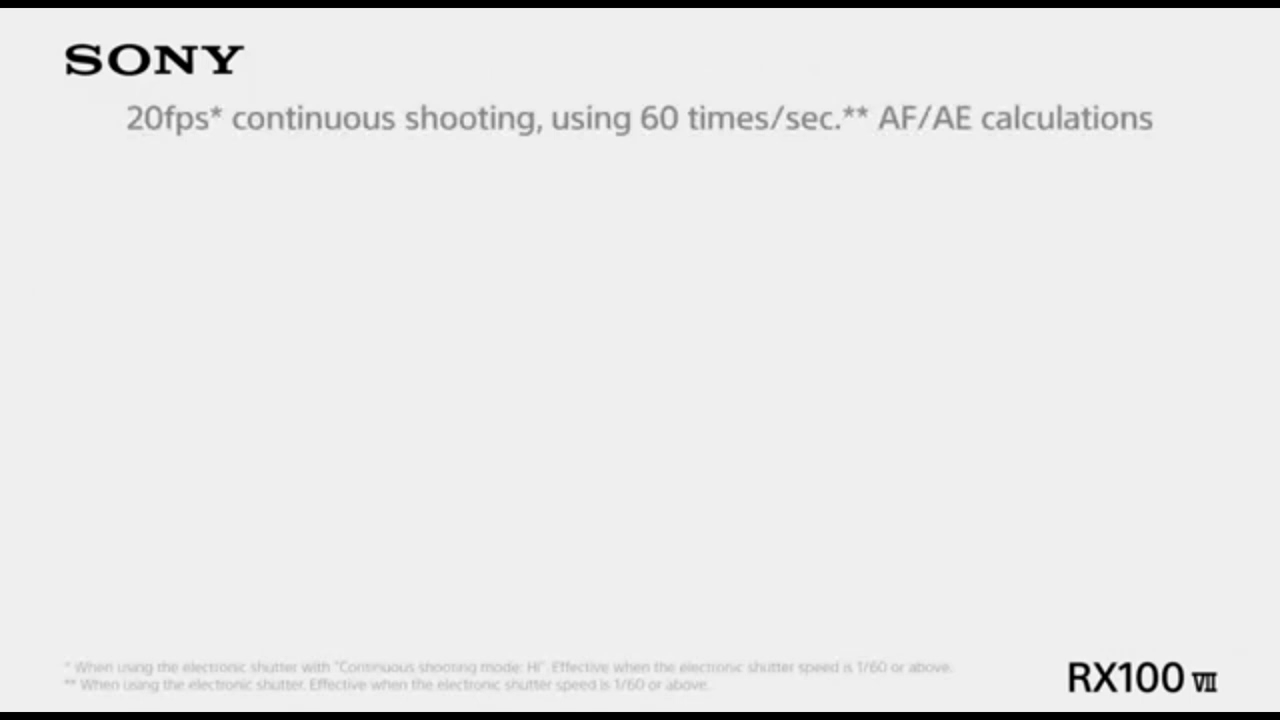 SONY
20fps* continuous shooting, using 60 times/sec.** AF/AE calculations
* When using the electronic shutter with "Continuous shooting mode: Hi". Effective when the electronic shutter speed is 1/60 or above.
** When using the electronic shutter. Effective when the electronic shutter speed is 1/60 or above.
RX100 VII